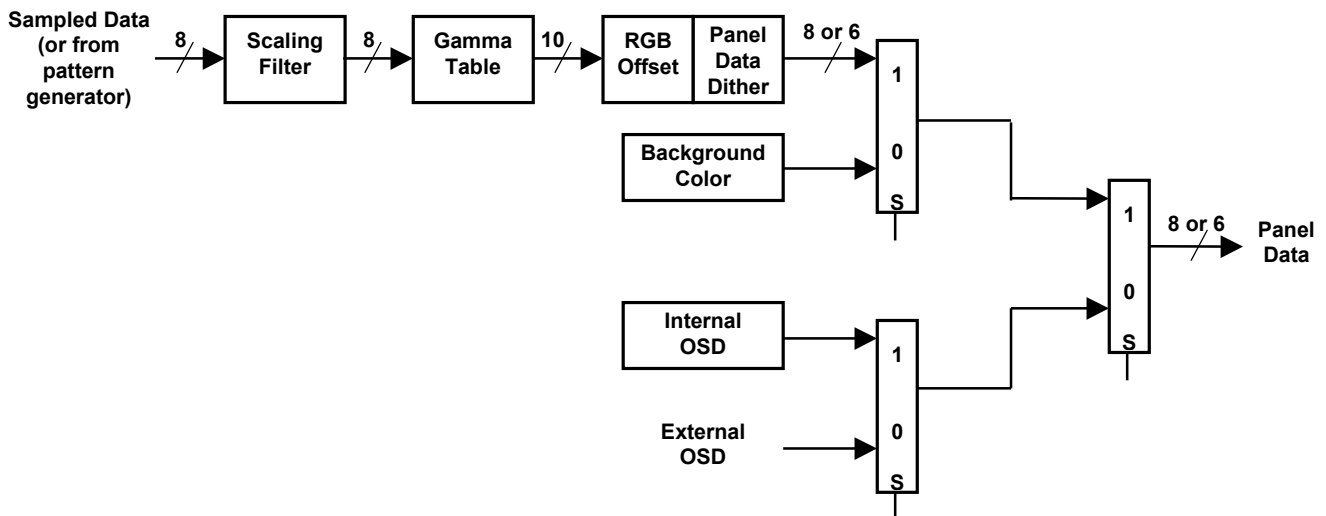 Sampled Data
(or from
pattern
generator)
8
Scaling
Filter
8
Gamma
Table
10
RGB
Offset
Panel
Data
Dither
8 or 6
1
0
S
Background
Color
Internal
OSD
External
OSD
1
0
S
1
0
S
8 or 6
Panel
Data